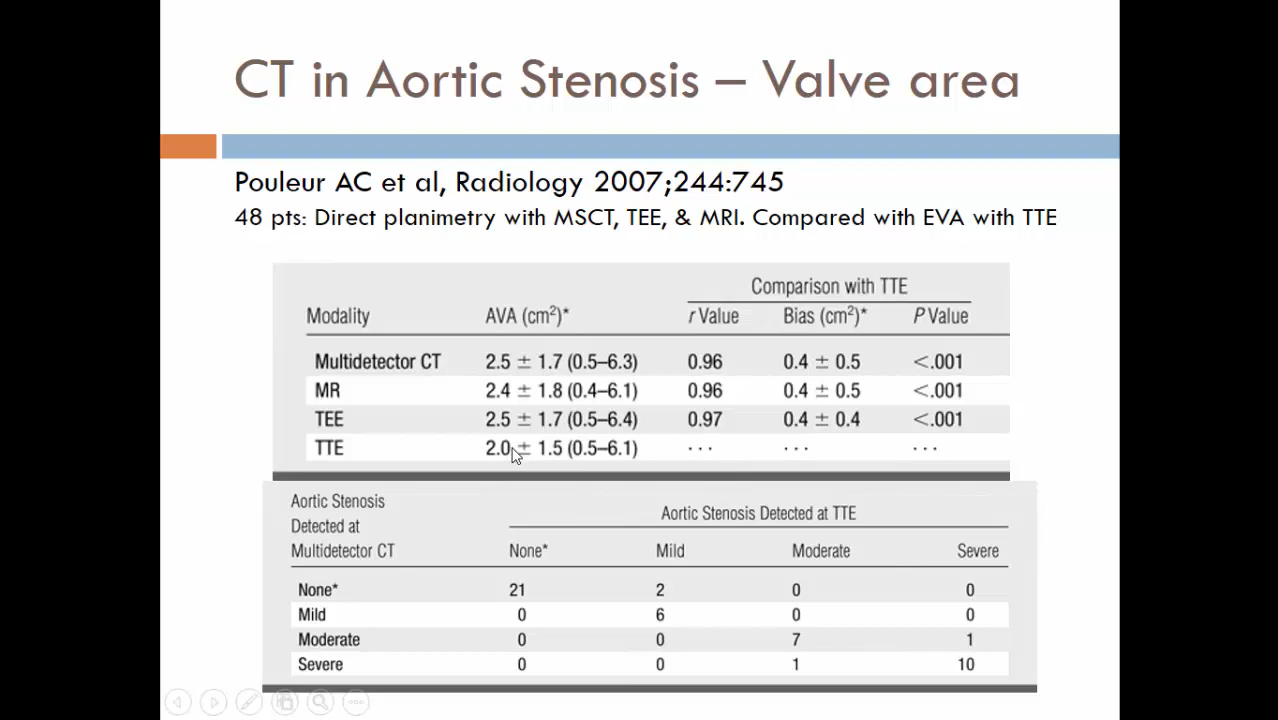 CT in Aortic Stenosis – Valve area
Pouleur AC et al, Radiology 2007;244:745
48 pts: Direct planimetry with MSCT, TEE, & MRI. Compared with EVA with TTE
Comparison with TTE
Modality AVA (cm²)* r Value Bias (cm²)* P Value
Multidetector CT 2.5 ± 1.7 (0.5–6.3) 0.96 0.4 ± 0.5 <.001
MR 2.4 ± 1.8 (0.4–6.1) 0.96 0.4 ± 0.5 <.001
TEE 2.5 ± 1.7 (0.5–6.4) 0.97 0.4 ± 0.4 <.001
TTE 2.0 ± 1.5 (0.5–6.1) ... ... ...
Aortic Stenosis
Detected at
Multidetector CT
Aortic Stenosis Detected at TTE
None* Mild Moderate Severe
None* 21 2 0 0
Mild 0 6 0 0
Moderate 0 0 7 1
Severe 0 0 1 10